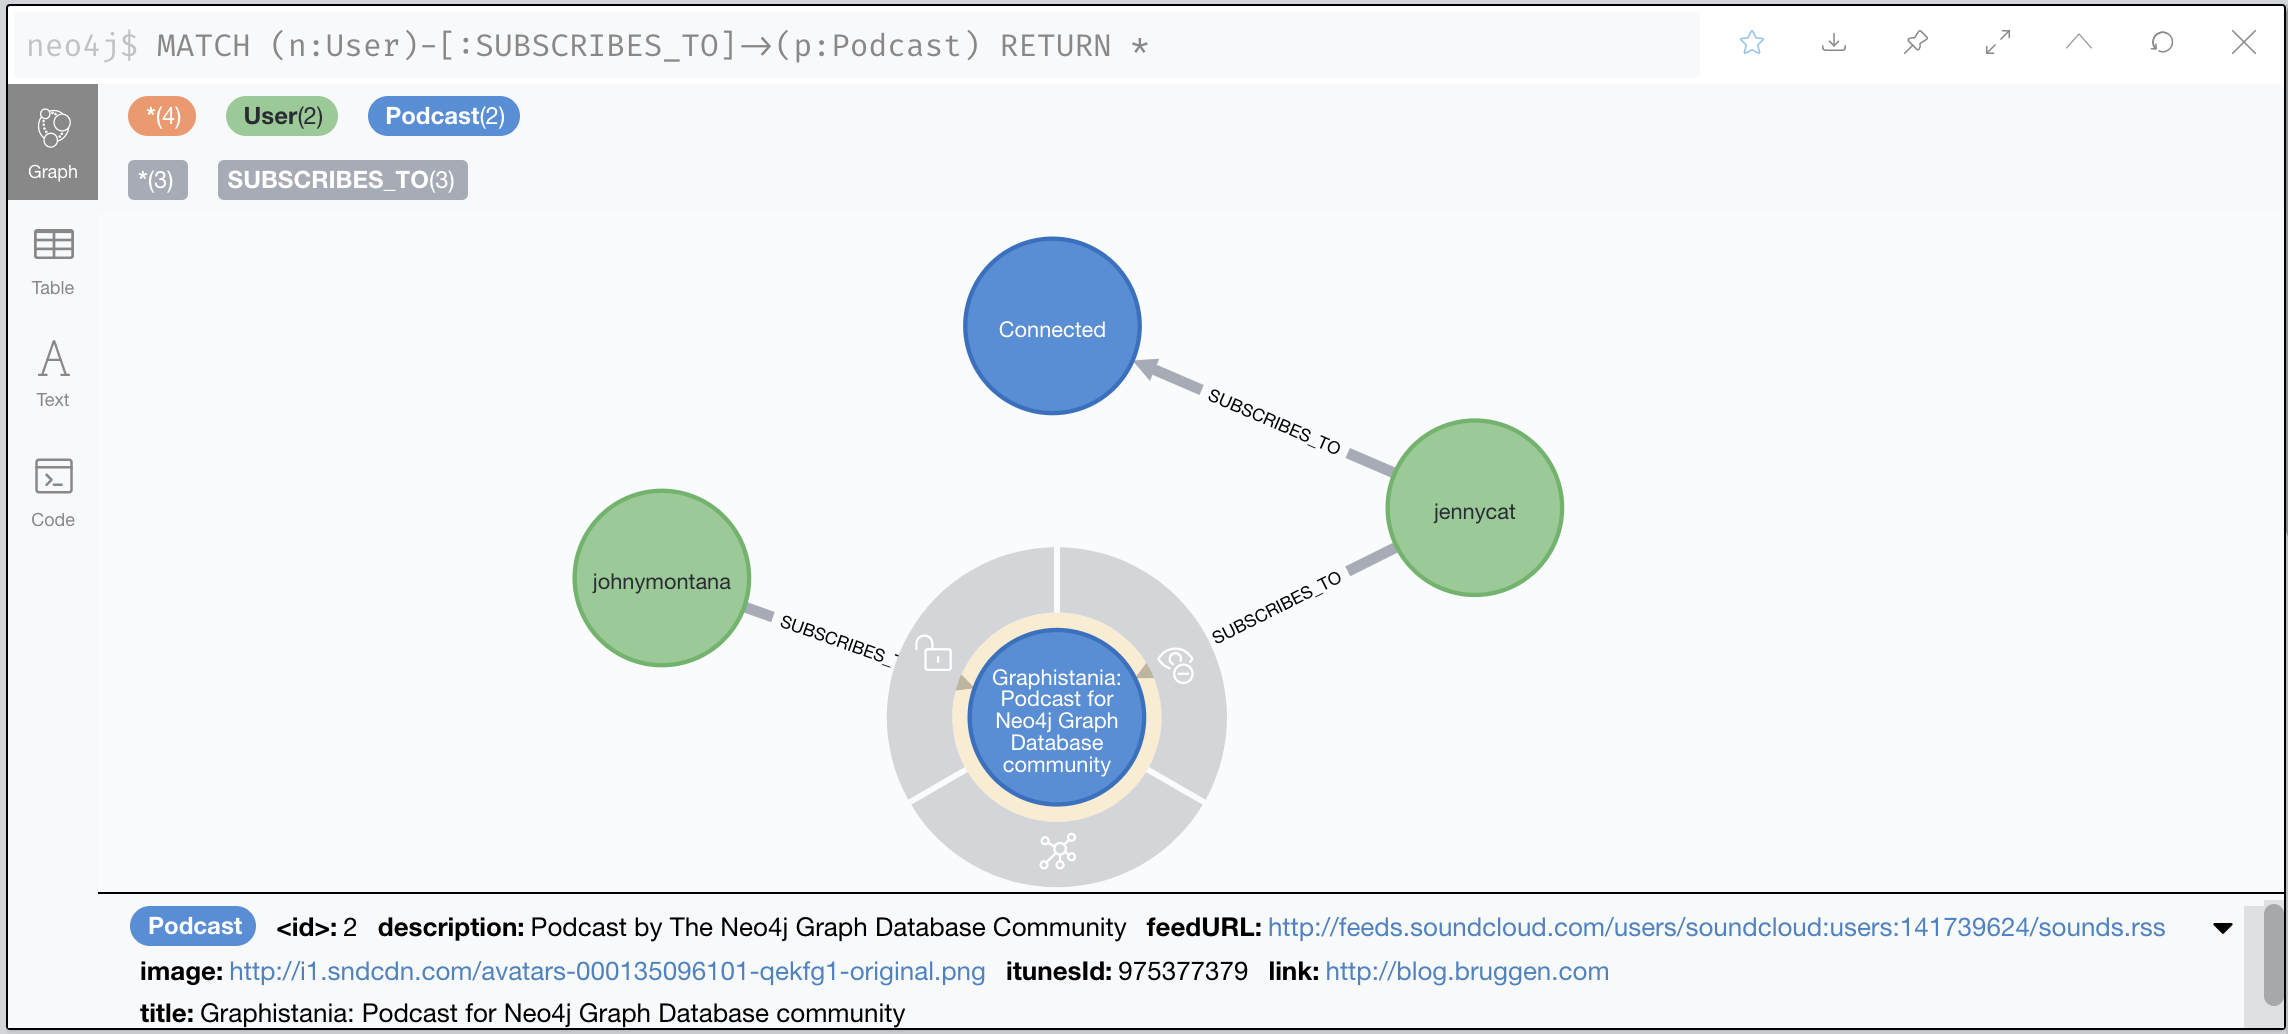 neo4j$ MATCH (n:User)-[:SUBSCRIBES_TO]->(p:Podcast) RETURN *
*(4) User(2) Podcast(2)
Graph
*(3) SUBSCRIBES_TO(3)
Table
Text
Code
Connected
SUBSCRIBES_TO
jennycat
johnymontana
SUBSCRIBES_TO
SUBSCRIBES_
Graphistania:
Podcast for
Neo4j Graph
Database
community
Podcast <id>: 2 description: Podcast by The Neo4j Graph Database Community feedURL: http://feeds.soundcloud.com/users/soundcloud:users:141739624/sounds.rss
image: http://i1.sndcdn.com/avatars-000135096101-qekfg1-original.png itunesId: 975377379 link: http://blog.bruggen.com
title: Graphistania: Podcast for Neo4j Graph Database community